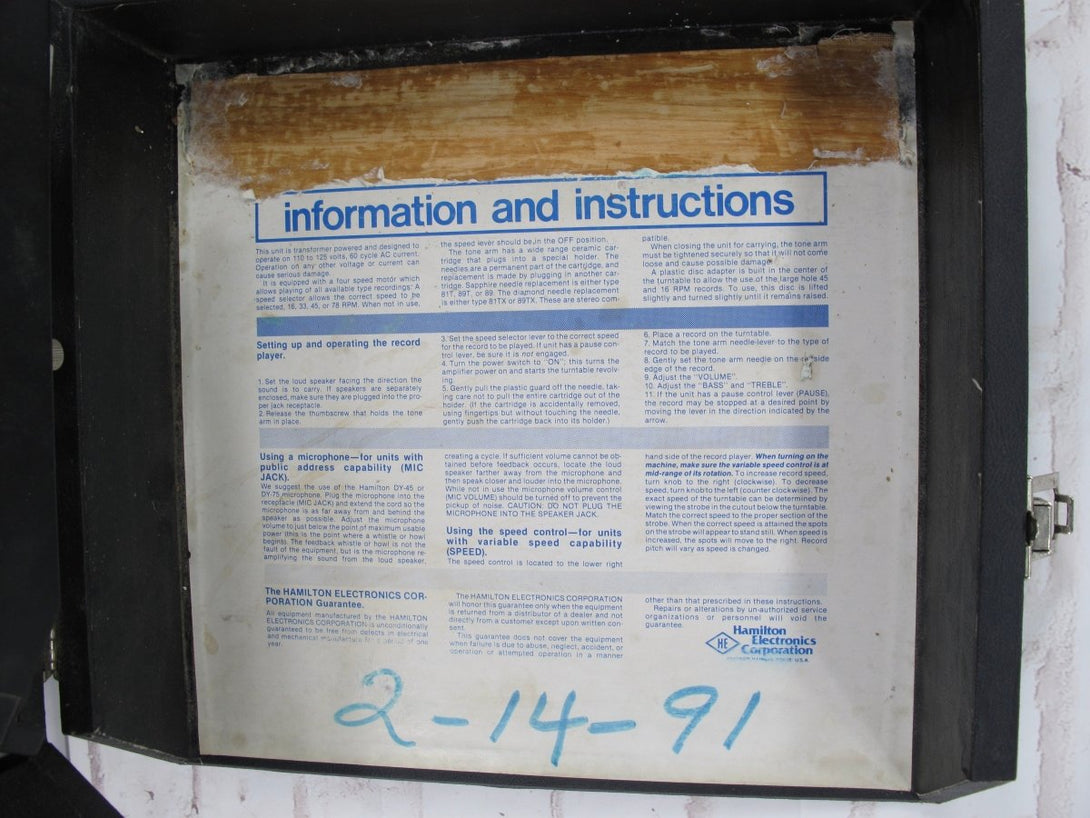 information and instructions
This unit is transformer powered and designed to
operate on 110 to 125 volts, 60 cycle AC current.
Operation on any other voltage or current can
cause serious damage.
It is equipped with a four speed motor which
allows playing of all available type recordings: A
speed selector allows the correct speed to be
selected, 16, 33, 45, or 78 RPM. When not in use,
the speed lever should be in the OFF position.
The tone arm has a wide range ceramic car-
tridge that plugs into a special holder. The
needles are a permanent part of the cartridge, and
replacement is made by plugging in another car-
tridge. Sapphire needle replacement is either type
81T, 89T, or 89. The diamond needle replacement
is either type 81TX or 89TX. These are stereo com-
patible.
When closing the unit for carrying, the tone arm
must be tightened securely so that it will not come
loose and cause possible damage.
A plastic disc adapter is built in the center of
the turntable to allow the use of the large hole 45
and 16 RPM records. To use, this disc is lifted
slightly and turned slightly until it remains raised.
Setting up and operating the record
player.
1. Set the loud speaker facing the direction the
sound is to carry. If speakers are separately
enclosed, make sure they are plugged into the pro-
per jack receptacle.
2. Release the thumbscrew that holds the tone
arm in place.
3. Set the speed selector lever to the correct speed
for the record to be played. If unit has a pause con-
trol lever, be sure it is not engaged.
4. Turn the power switch to "ON"; this turns the
amplifier power on and starts the turntable revolv-
ing.
5. Gently pull the plastic guard off the needle, tak-
ing care not to pull the entire cartridge out of the
holder. (If the cartridge is accidentally removed,
using fingertips but without touching the needle,
gently push the cartridge back into its holder.)
6. Place a record on the turntable.
7. Match the tone arm needle-lever to the type of
record to be played.
8. Gently set the tone arm needle on the outside
edge of the record.
9. Adjust the "VOLUME".
10. Adjust the "BASS" and "TREBLE".
11. If the unit has a pause control lever (PAUSE),
the record may be stopped at a desired point by
moving the lever in the direction indicated by the
arrow.
Using a microphone—for units with
public address capability (MIC
JACK).
We suggest the use of the Hamilton DY-45 or
DY-75 microphone. Plug the microphone into the
receptacle (MIC JACK) and extend the cord so the
microphone is as far away from and behind the
speaker as possible. Adjust the microphone
volume to just below the point of maximum usable
power (this is the point where a whistle or howl
begins). The feedback whistle or howl is not the
fault of the equipment, but is the microphone re-
amplifying the sound from the loud speaker,
creating a cycle. If sufficient volume cannot be ob-
tained before feedback occurs, locate the loud
speaker farther away from the microphone and
then speak closer and louder into the microphone.
While not in use the microphone volume control
(MIC VOLUME) should be turned off to prevent the
pickup of noise. CAUTION: DO NOT PLUG THE
MICROPHONE INTO THE SPEAKER JACK.
Using the speed control—for units
with variable speed capability
(SPEED).
The speed control is located to the lower right
hand side of the record player. When turning on the
machine, make sure the variable speed control is at
mid-range of its rotation. To increase record speed,
turn knob to the right (clockwise). To decrease
speed, turn knob to the left (counter clockwise). The
exact speed of the turntable can be determined by
viewing the strobe in the cutout below the turntable.
Match the correct speed to the proper section of the
strobe. When the correct speed is attained the spots
on the strobe will appear to stand still. When speed is
increased, the spots will move to the right. Record
pitch will vary as speed is changed.
The HAMILTON ELECTRONICS COR-
PORATION Guarantee.
All equipment manufactured by the HAMILTON
ELECTRONICS CORPORATION is unconditionally
guaranteed to be free from defects in electrical
and mechanical manufacture for a period of one
year.
The HAMILTON ELECTRONICS CORPORATION
will honor this guarantee only when the equipment
is returned from a distributor of a dealer and not
directly from a customer except upon written con-
sent.
This guarantee does not cover the equipment
when failure is due to abuse, neglect, accident, or
operation or attempted operation in a manner
other than that prescribed in these instructions.
Repairs or alterations by un-authorized service
organizations or personnel will void the
guarantee.
HE
Hamilton
Electronics
Corporation
U.S.A.
2-14-91